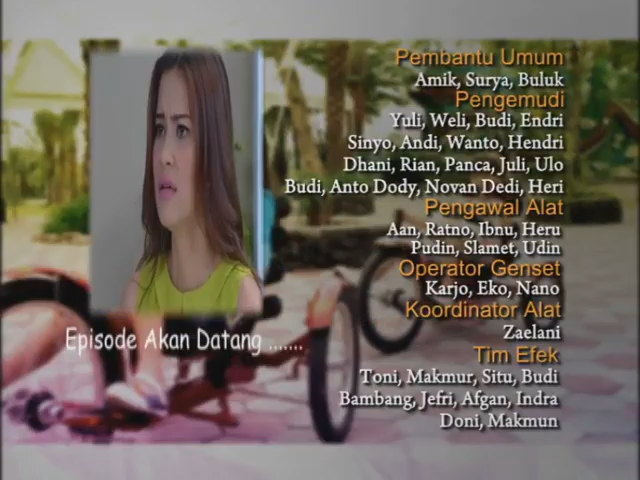 Pembantu Umum
Amik, Surya, Buluk
Pengemudi
Yuli, Weli, Budi, Endri
Sinyo, Andi, Wanto, Hendri
Dhani, Rian, Panca, Juli, Ulo
Budi, Anto Dody, Novan Dedi, Heri
Pengawal Alat
Aan, Ratno, Ibnu, Heru
Pudin, Slamet, Udin
Operator Genset
Karjo, Eko, Nano
Koordinator Alat
Zaelani
Tim Efek
Toni, Makmur, Situ, Budi
Bambang, Jefri, Afgan, Indra
Doni, Makmun
Episode Akan Datang .......